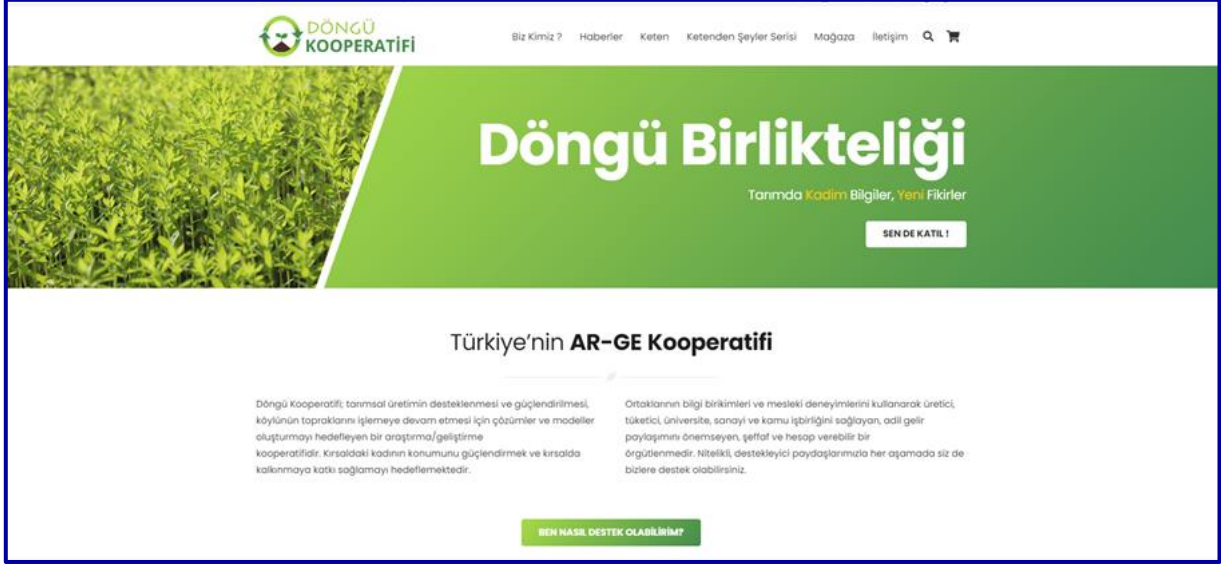 DÖNGÜ
KOOPERATİFİ
Biz Kimiz ? Haberler Keten Ketenden Şeyler Serisi Mağaza İletişim
Döngü Birlikteliği
Tarımda Kadim Bilgiler, Yeni Fikirler
SEN DE KATIL !
Türkiye’nin AR-GE Kooperatifi
Döngü Kooperatifi; tarımsal üretimin desteklenmesi ve güçlendirilmesi,
köylünün topraklarını işlemeye devam etmesi için çözümler ve modeller
oluşturmayı hedefleyen bir araştırma/geliştirme
kooperatifidir. Kırsaldaki kadının konumunu güçlendirmek ve kırsalda
kalkınmaya katkı sağlamayı hedeflemektedir.
Ortaklarının bilgi birikimleri ve mesleki deneyimlerini kullanarak üretici,
tüketici, üniversite, sanayi ve kamu işbirliğini sağlayan, adil gelir
paylaşımını önemseyen, şeffaf ve hesap verebilir bir
örgütlenmedir. Nitelikli, destekleyici paydaşlarımızla her aşamada siz de
bizlere destek olabilirsiniz.
BEN NASIL DESTEK OLABİLİRİM?